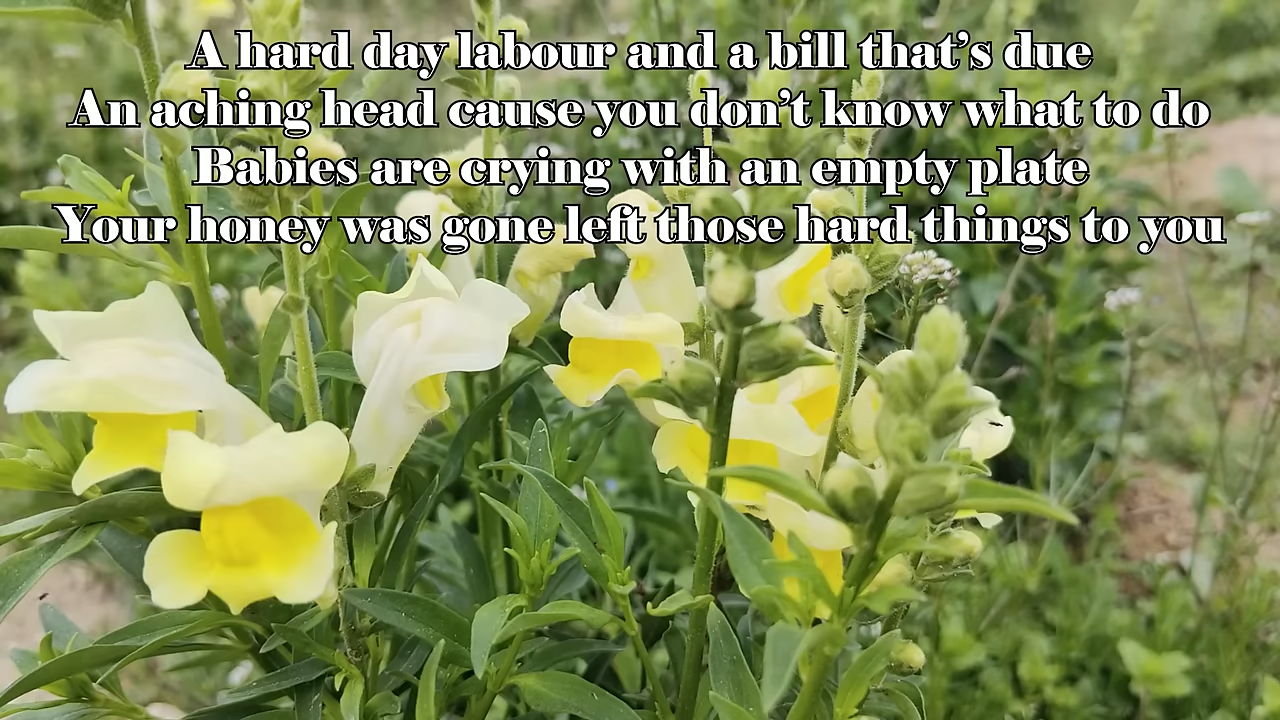 A hard day labour and a bill that's due
An aching head cause you don't know what to do
Babies are crying with an empty plate
Your honey was gone left those hard things to you